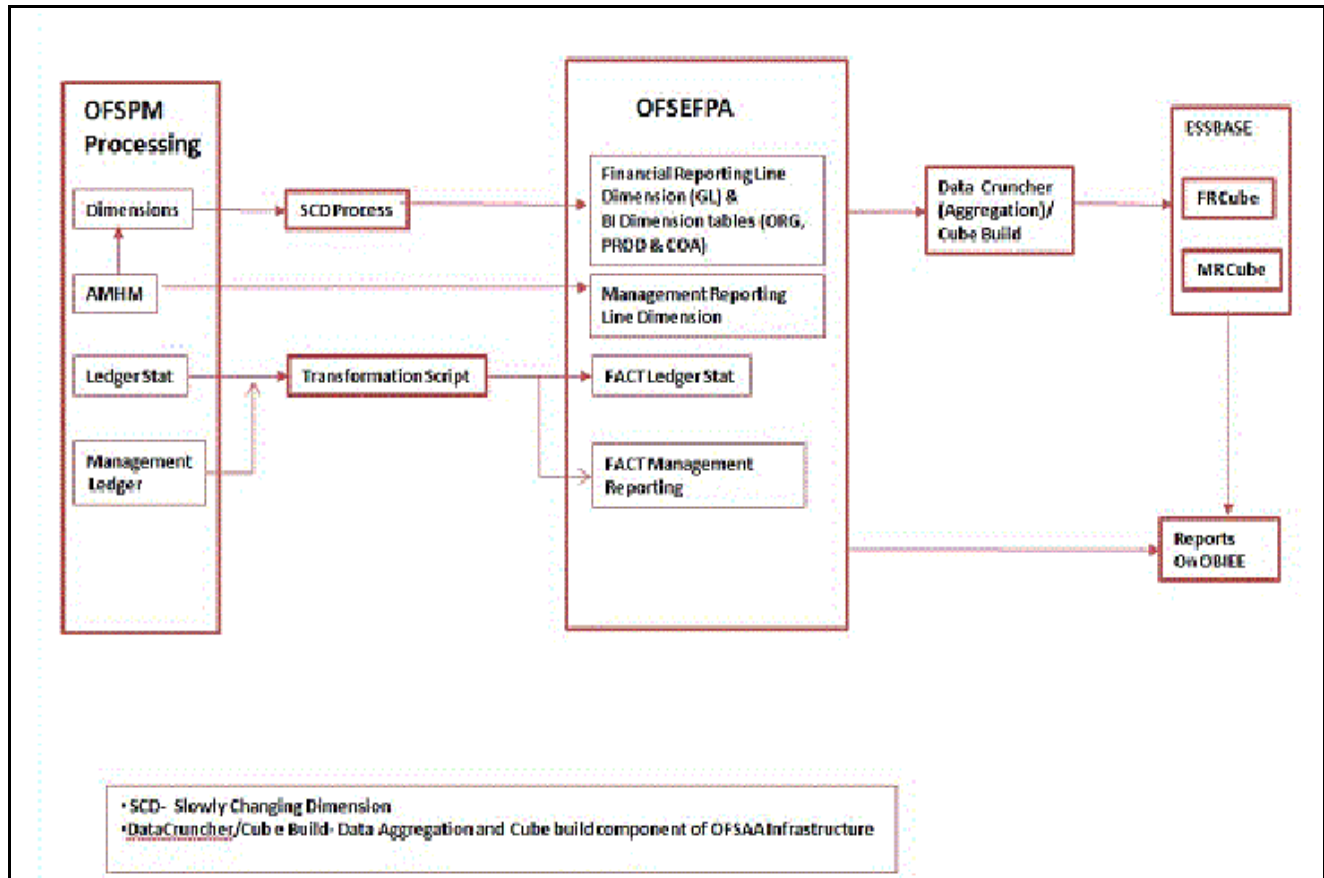 OFSPM
Processing
Dimensions
AMHM
Ledger Stat
Management
Ledger
SCD Process
Transformation Script
OFSEFPA
Financial Reporting Line
Dimension (GL) &
BI Dimension tables (ORG,
PROD & COA)
Management Reporting
Line Dimension
FACT Ledger Stat
FACT Management
Reporting
Data Cruncher
(Aggregation)/
Cube Build
ESSBASE
FRCube
MRCube
Reports
On OBIEE
•SCD- Slowly Changing Dimension
•DataCruncher/Cube Build- Data Aggregation and Cube build component of OFSAAInfrastructure